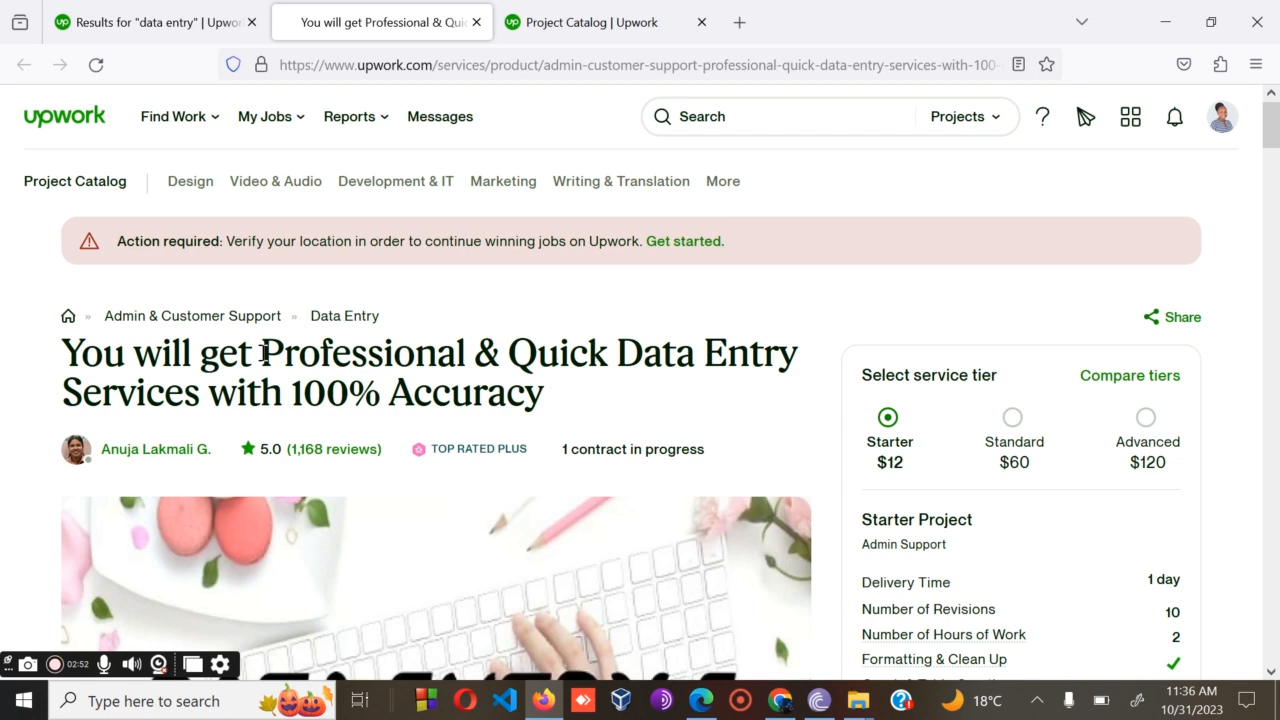 Results for "data entry" | Upwor
You will get Professional & Quic
Project Catalog | Upwork
https://www.upwork.com/services/product/admin-customer-support-professional-quick-data-entry-services-with-100-
upwork
Find Work
My Jobs
Reports
Messages
Search
Projects
Project Catalog
Design
Video & Audio
Development & IT
Marketing
Writing & Translation
More
Action required: Verify your location in order to continue winning jobs on Upwork. Get started.
Admin & Customer Support » Data Entry
Share
You will get Professional & Quick Data Entry
Services with 100% Accuracy
Anuja Lakmali G.
5.0 (1,168 reviews)
TOP RATED PLUS
1 contract in progress
Select service tier
Compare tiers
Starter
Standard
Advanced
$12
$60
$120
Starter Project
Admin Support
Delivery Time
1 day
Number of Revisions
10
Number of Hours of Work
2
Formatting & Clean Up
02:52
Type here to search
18°C
11:36 AM
10/31/2023